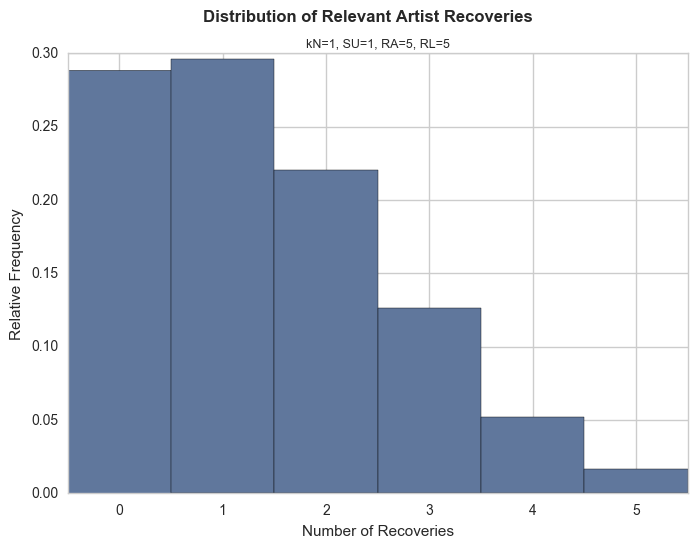 Distribution of Relevant Artist Recoveries
kN=1, SU=1, RA=5, RL=5
0.30
0.25
0.20
0.15
0.10
0.05
0.00
Relative Frequency
0 1 2 3 4 5
Number of Recoveries